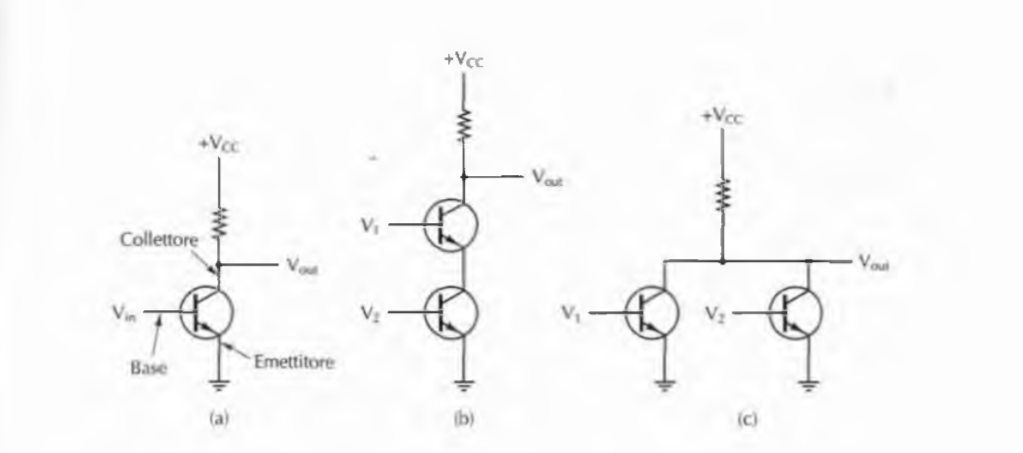 +VCC
Collettore
Vout
Vin
Base
Emettitore
(a)
+VCC
Vout
V1
V2
(b)
+VCC
Vout
V1
V2
(c)